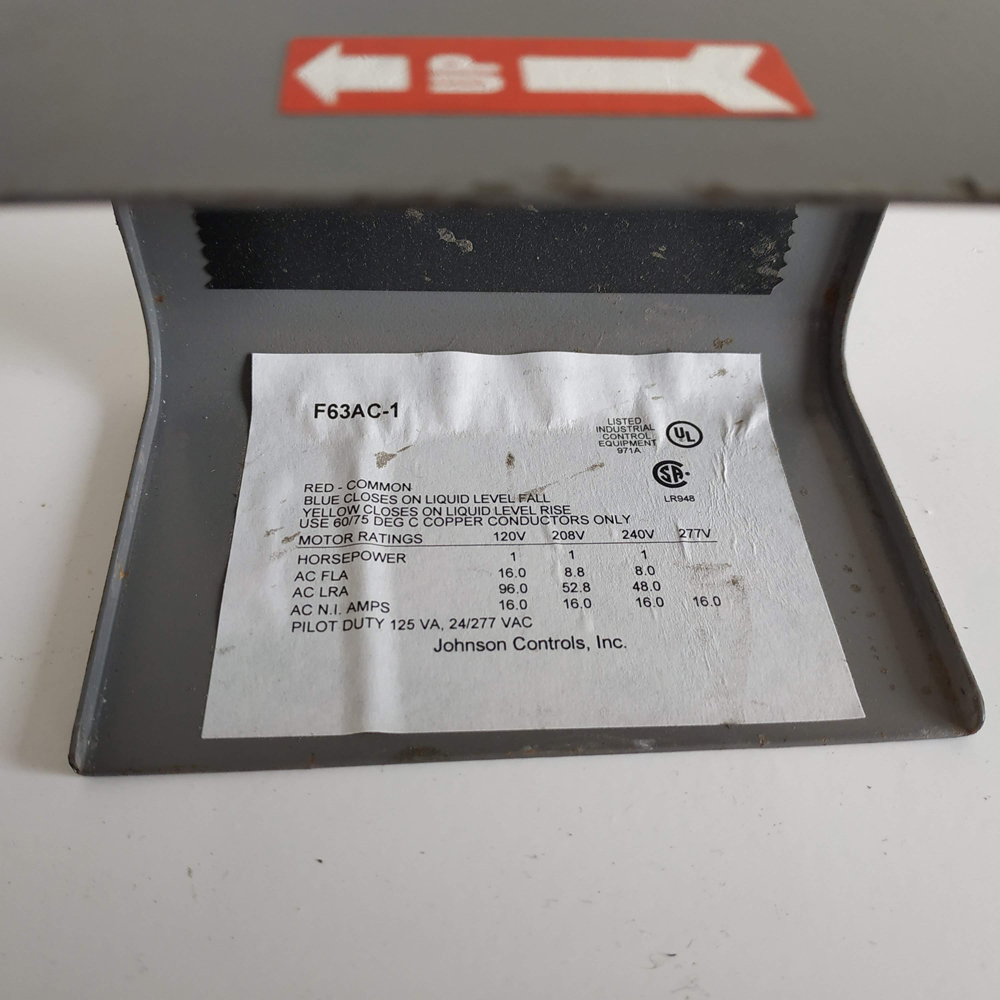 UP
F63AC-1
LISTED
INDUSTRIAL
CONTROL
EQUIPMENT
971A
UL
SA
LR948
RED - COMMON
BLUE CLOSES ON LIQUID LEVEL FALL
YELLOW CLOSES ON LIQUID LEVEL RISE
USE 60/75 DEG C COPPER CONDUCTORS ONLY
MOTOR RATINGS 120V 208V 240V 277V
HORSEPOWER 1 1 1
AC FLA 16.0 8.8 8.0
AC LRA 96.0 52.8 48.0
AC N.I. AMPS 16.0 16.0 16.0 16.0
PILOT DUTY 125 VA, 24/277 VAC
Johnson Controls, Inc.